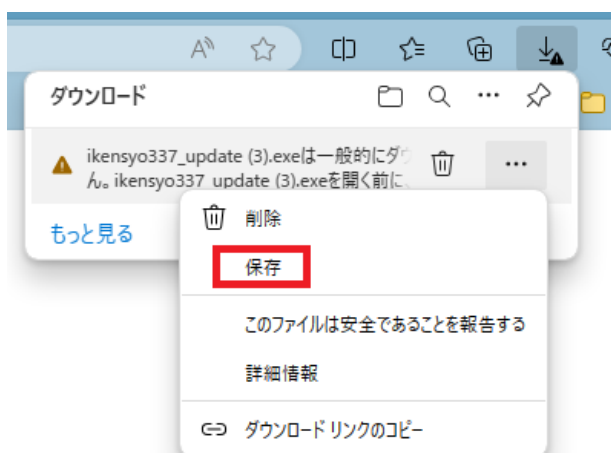 ダウンロード
ikensyo337_update (3).exeは一般的にダウ
ん。ikensyo337_update (3).exeを開く前に、
もっと見る
削除
保存
このファイルは安全であることを報告する
詳細情報
ダウンロード リンクのコピー